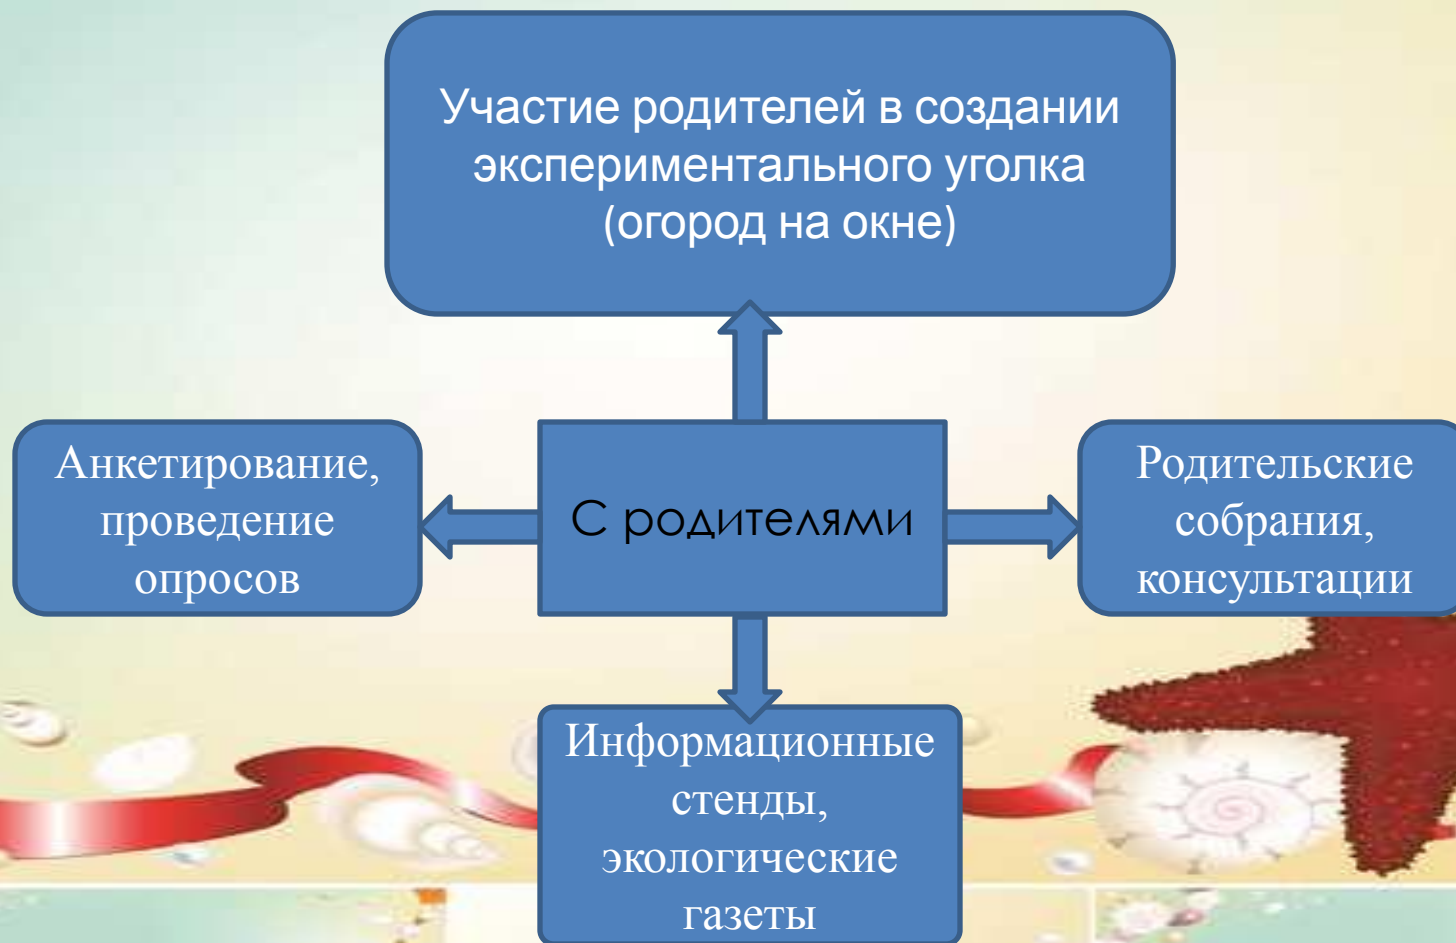 Участие родителей в создании
экспериментального уголка
(огород на окне)
Анкетирование,
проведение
опросов
С родителями
Родительские
собрания,
консультации
Информационные
стенды,
экологические
газеты